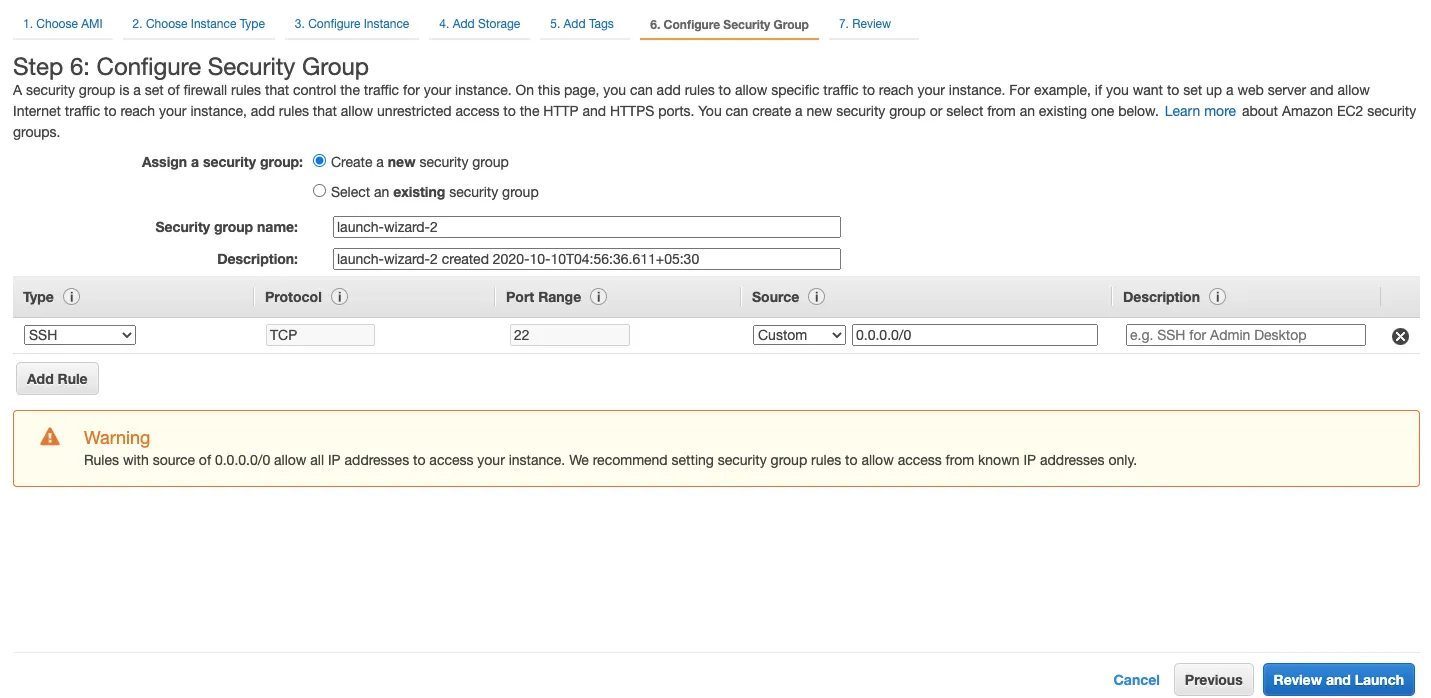 1. Choose AMI 2. Choose Instance Type 3. Configure Instance 4. Add Storage 5. Add Tags 6. Configure Security Group 7. Review
Step 6: Configure Security Group
A security group is a set of firewall rules that control the traffic for your instance. On this page, you can add rules to allow specific traffic to reach your instance. For example, if you want to set up a web server and allow
Internet traffic to reach your instance, add rules that allow unrestricted access to the HTTP and HTTPS ports. You can create a new security group or select from an existing one below. Learn more about Amazon EC2 security
groups.
Assign a security group: Create a new security group
Select an existing security group
Security group name: launch-wizard-2
Description: launch-wizard-2 created 2020-10-10T04:56:36.611+05:30
Type i Protocol i Port Range i Source i Description i
SSH TCP 22 Custom 0.0.0.0/0 e.g. SSH for Admin Desktop
Add Rule
Warning
Rules with source of 0.0.0.0/0 allow all IP addresses to access your instance. We recommend setting security group rules to allow access from known IP addresses only.
Cancel Previous Review and Launch